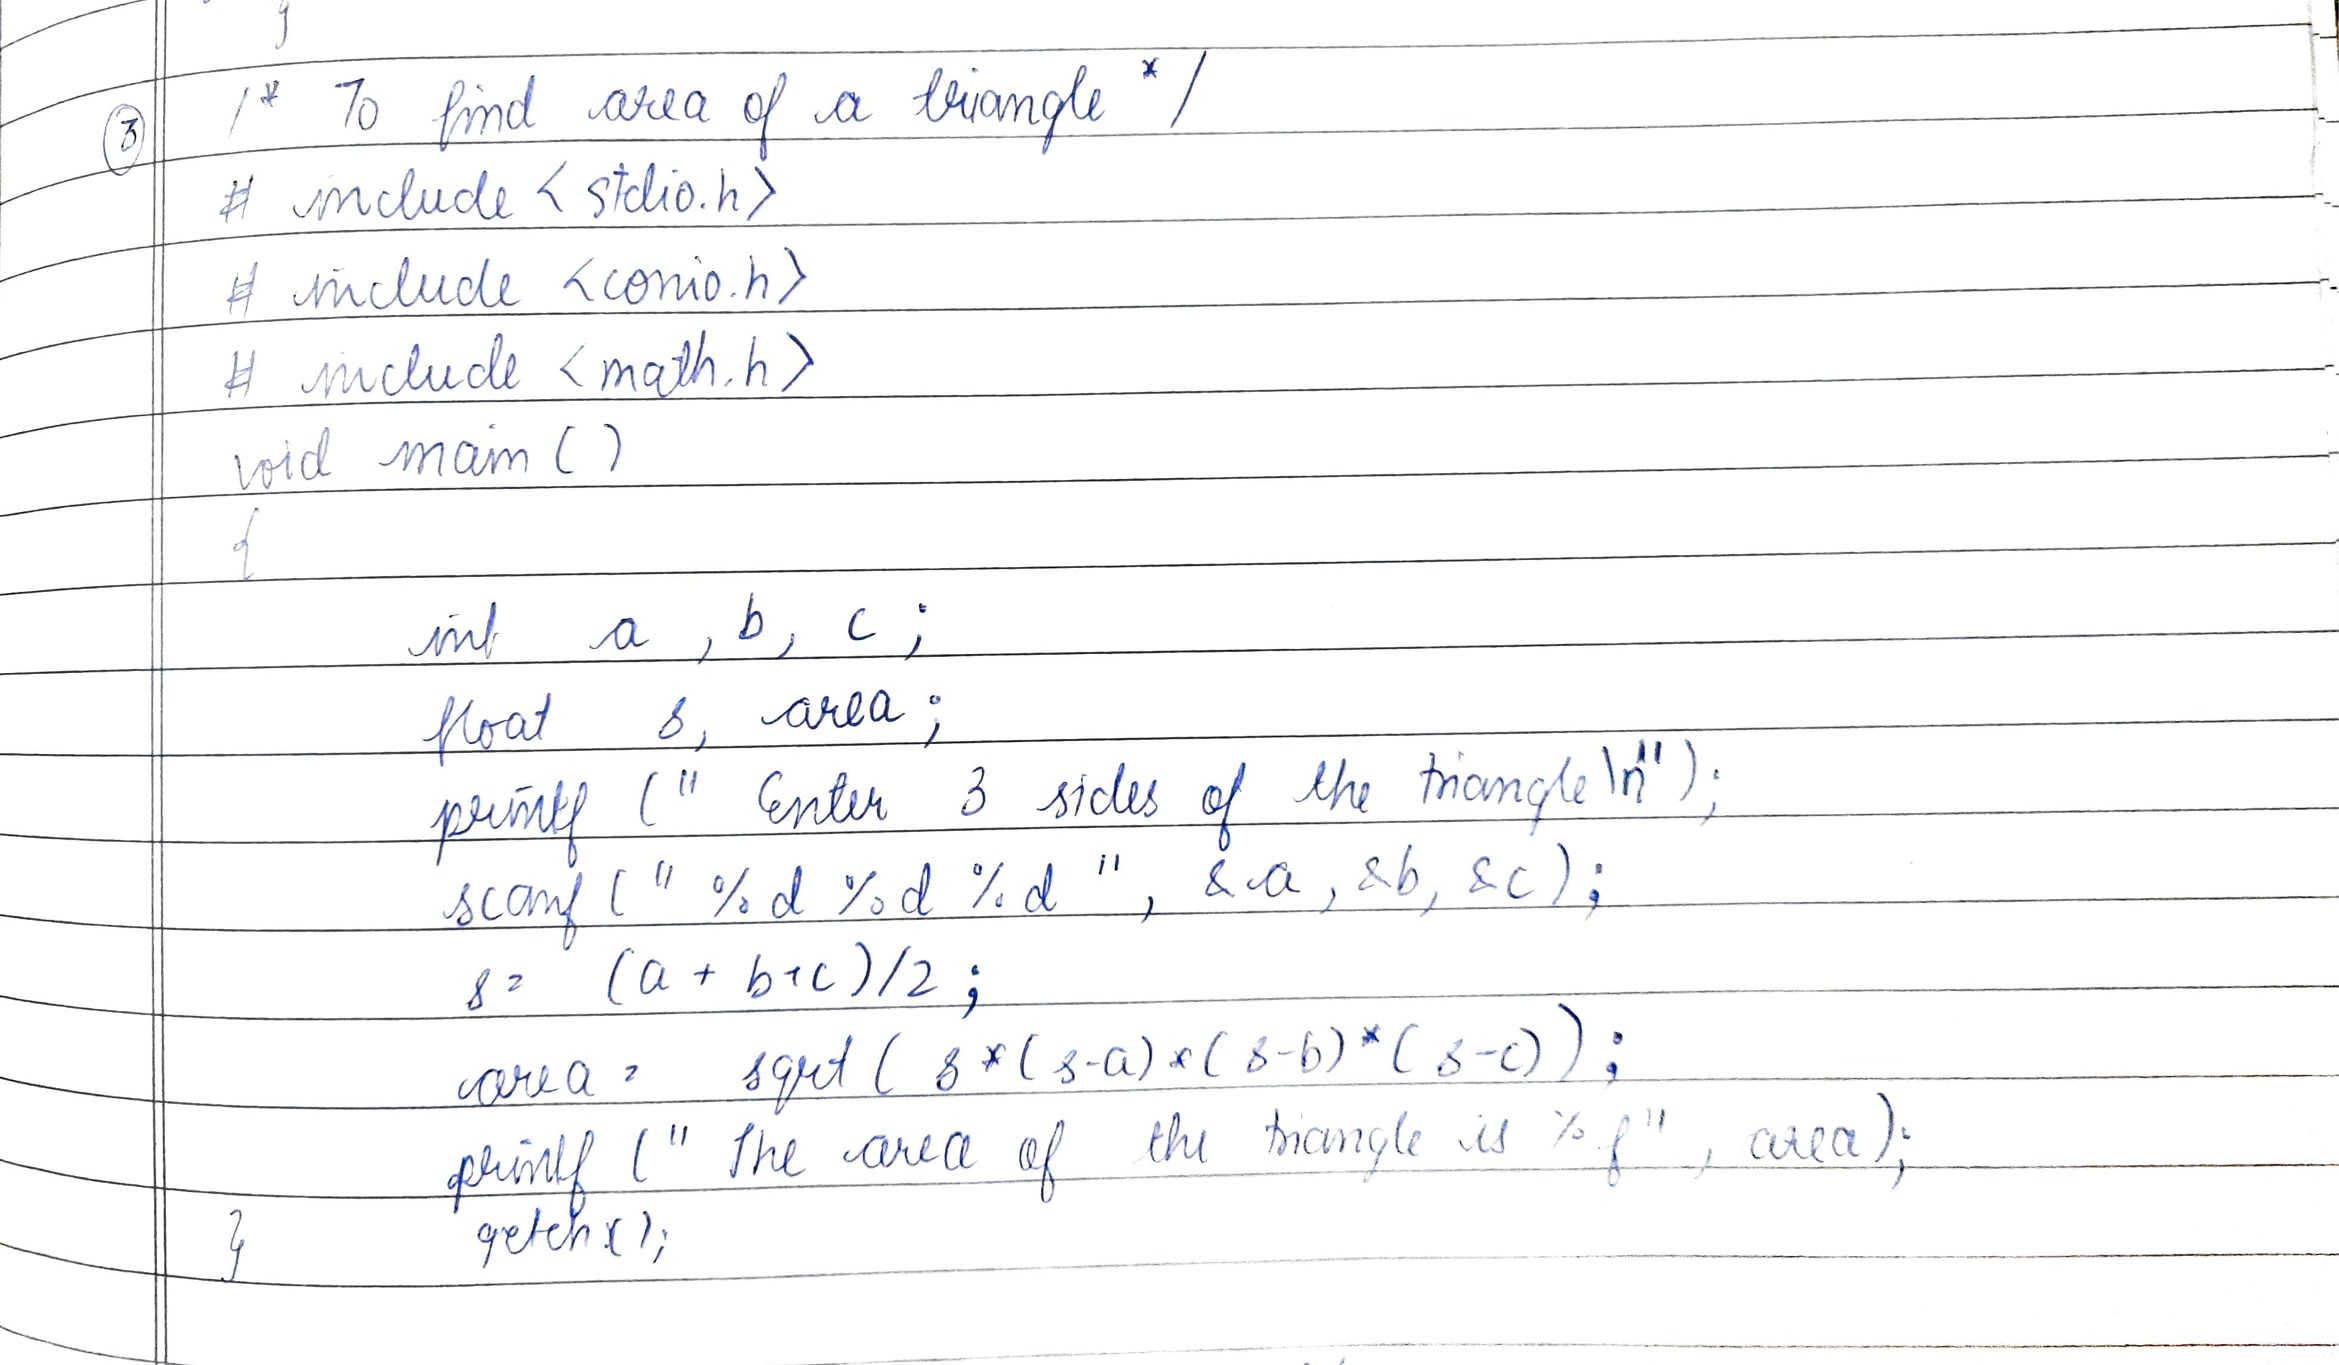 }
③ /* To find area of a triangle */
# include < stdio.h>
# include <conio.h>
# include <math.h>
void main ( )
{
int a , b, c ;
float s, area ;
printf (" Enter 3 sides of the triangle \n");
scanf (" %d %d %d ", &a , &b, &c) ;
s= (a + b+c)/2 ;
area = sqrt ( s*(s-a)*(s-b)*(s-c)) ;
printf (" The area of the triangle is %f" , area);
} getch( );